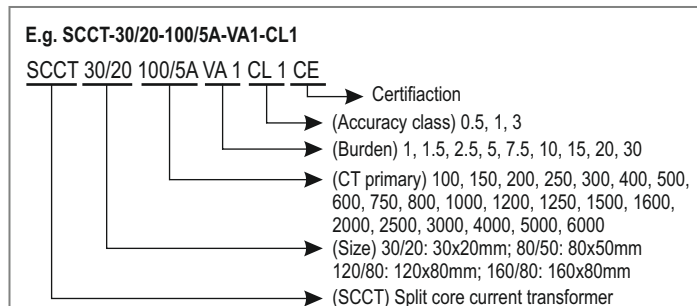 E.g. SCCT-30/20-100/5A-VA1-CL1
SCCT 30/20 100/5A VA 1 CL 1 CE
Certifiaction
(Accuracy class) 0.5, 1, 3
(Burden) 1, 1.5, 2.5, 5, 7.5, 10, 15, 20, 30
(CT primary) 100, 150, 200, 250, 300, 400, 500,
600, 750, 800, 1000, 1200, 1250, 1500, 1600,
2000, 2500, 3000, 4000, 5000, 6000
(Size) 30/20: 30x20mm; 80/50: 80x50mm
120/80: 120x80mm; 160/80: 160x80mm
(SCCT) Split core current transformer